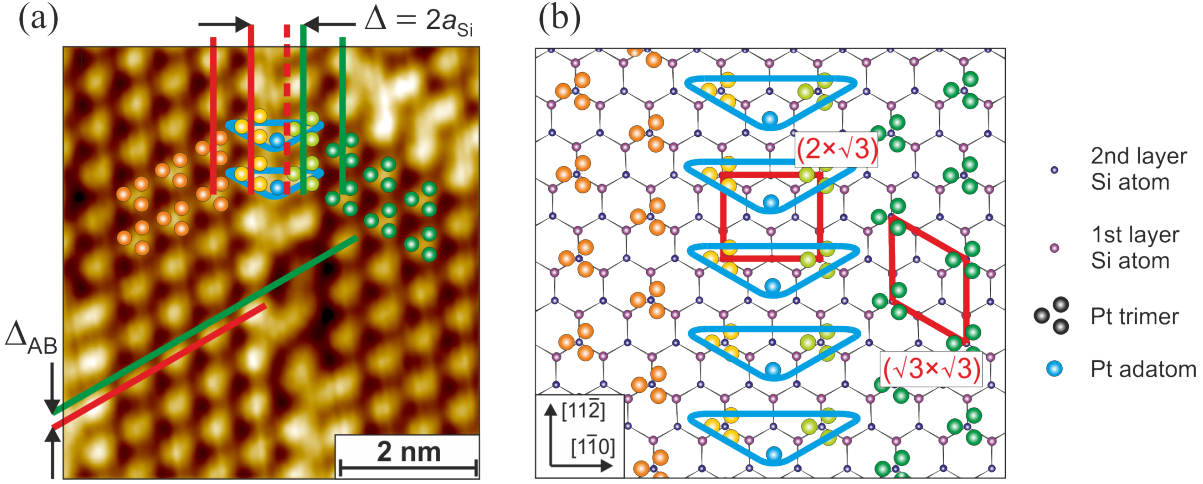 (a)
Δ = 2a_Si
Δ_AB
2 nm
(b)
(2×√3)
(√3×√3)
[112̄]
[11̄0]
2nd layer
Si atom
1st layer
Si atom
Pt trimer
Pt adatom